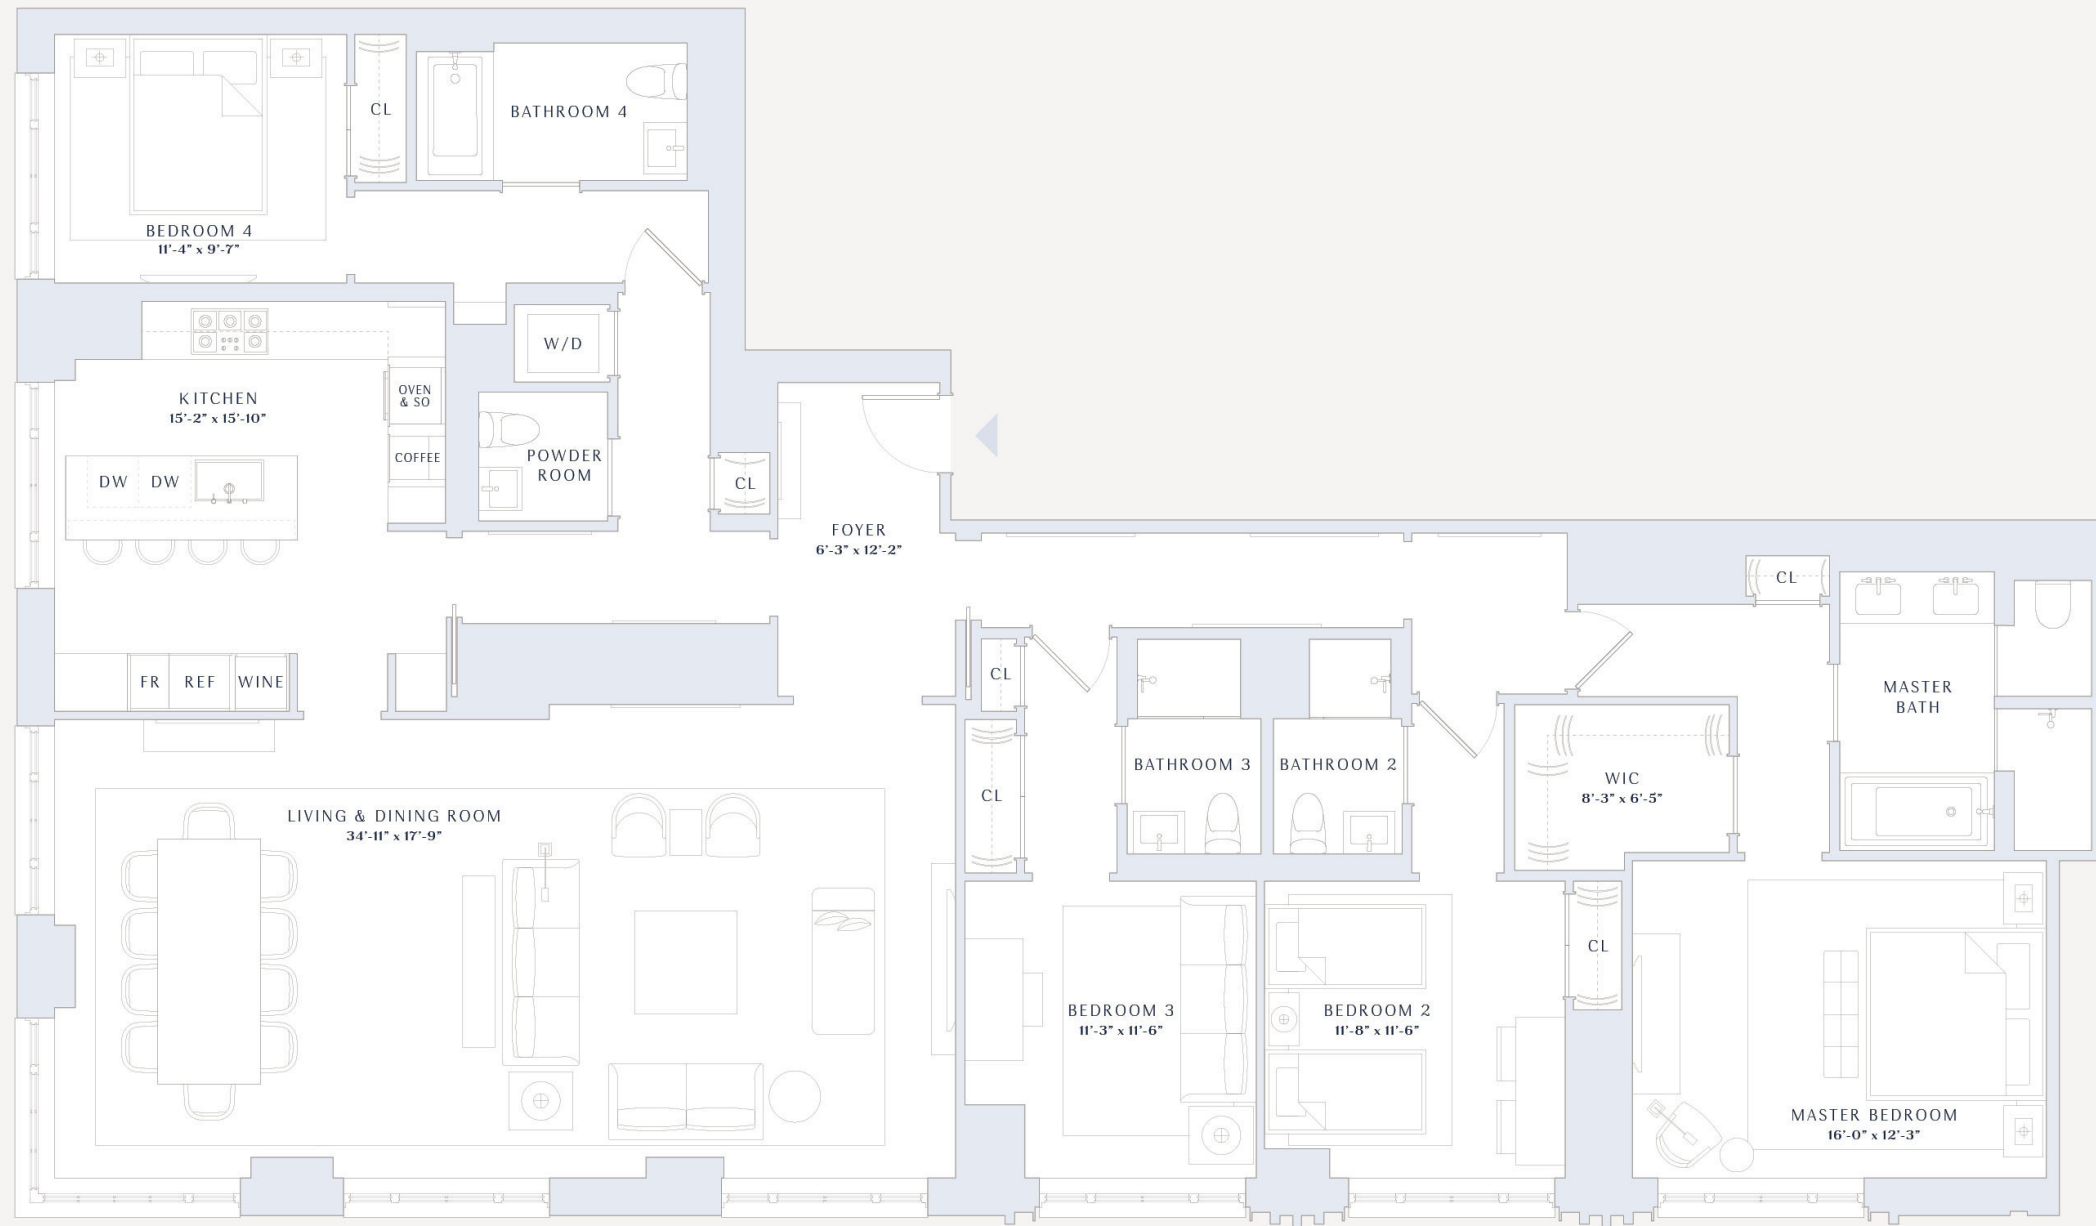 CL
BATHROOM 4
BEDROOM 4
11'-4" x 9'-7"
W/D
KITCHEN
15'-2" x 15'-10"
OVEN
& SO
COFFEE
POWDER
ROOM
DW
DW
CL
FOYER
6'-3" x 12'-2"
CL
FR
REF
WINE
CL
MASTER
BATH
BATHROOM 3
BATHROOM 2
WIC
8'-3" x 6'-5"
CL
LIVING & DINING ROOM
34'-11" x 17'-9"
CL
BEDROOM 3
11'-3" x 11'-6"
BEDROOM 2
11'-8" x 11'-6"
MASTER BEDROOM
16'-0" x 12'-3"